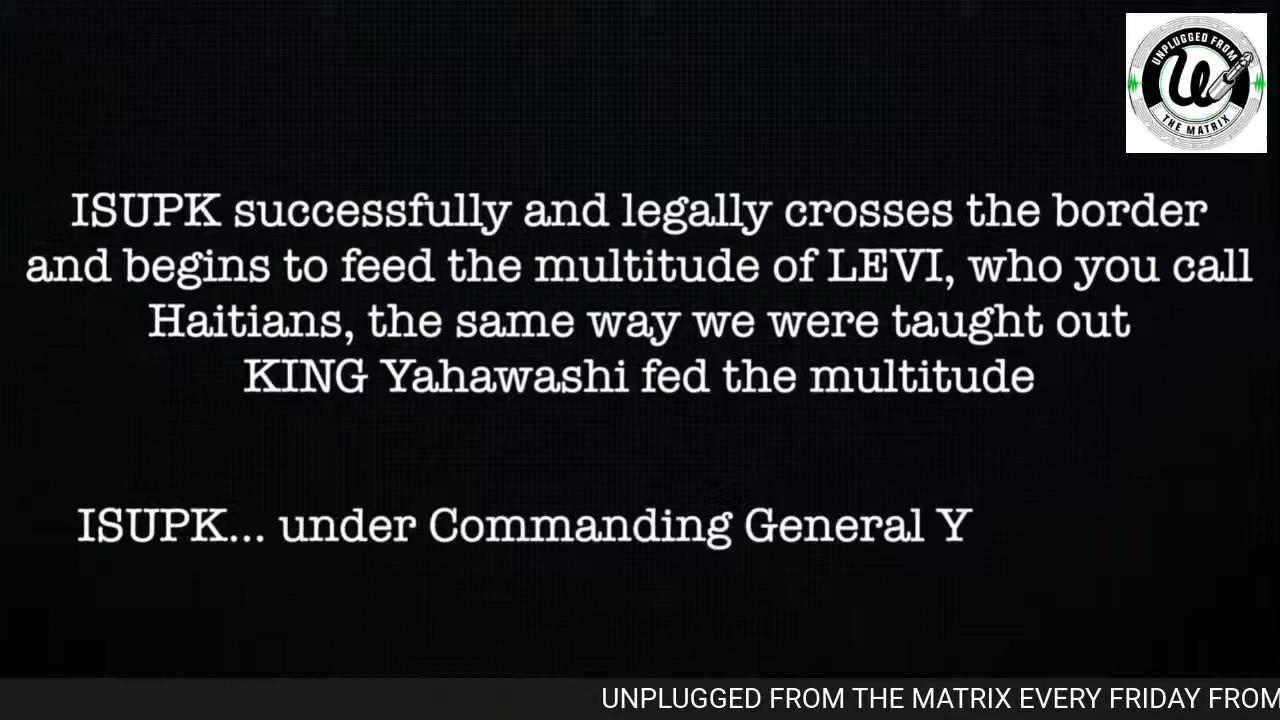 UNPLUGGED FROM
THE MATRIX
ISUPK successfully and legally crosses the border
and begins to feed the multitude of LEVI, who you call
Haitians, the same way we were taught out
KING Yahawashi fed the multitude
ISUPK... under Commanding General Y
UNPLUGGED FROM THE MATRIX EVERY FRIDAY FROM